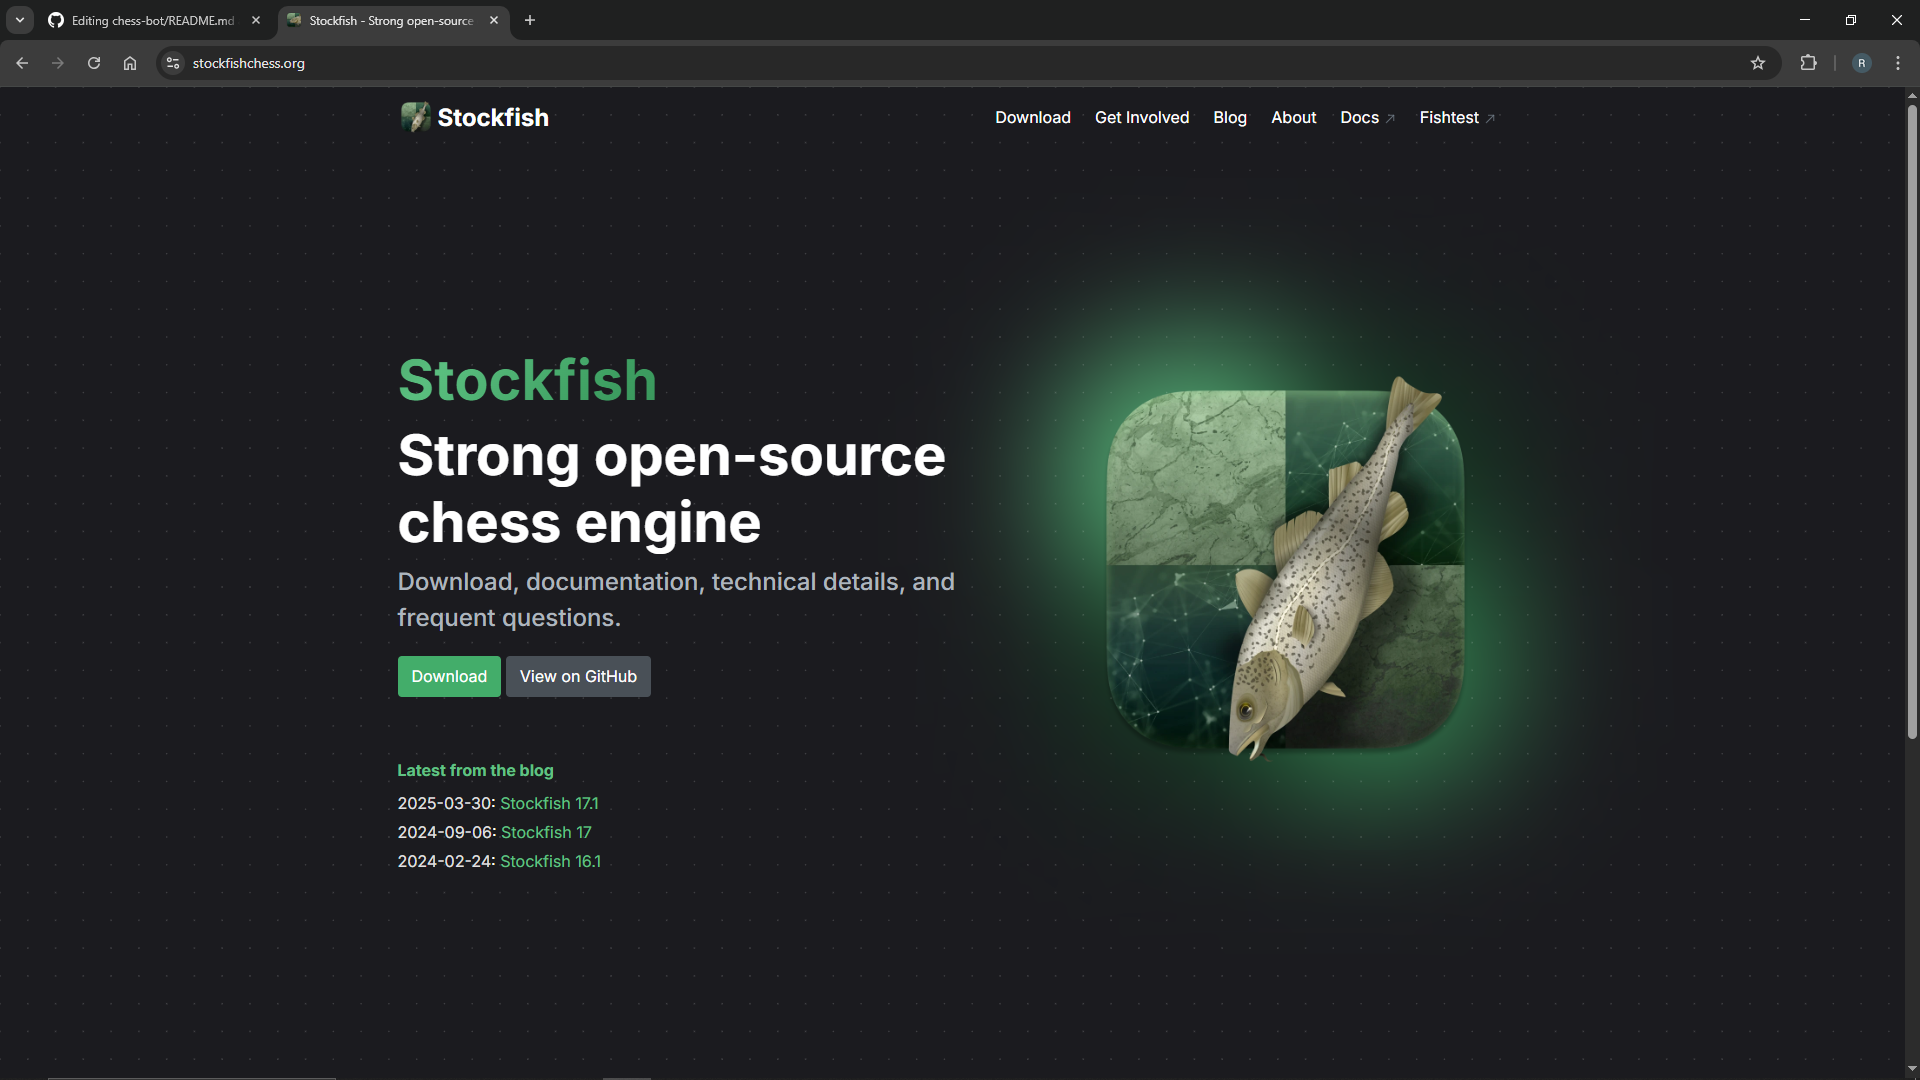 Editing chess-bot/README.md
Stockfish - Strong open-source
stockfishchess.org
R
Stockfish
Download
Get Involved
Blog
About
Docs
Fishtest
Stockfish
Strong open-source
chess engine
Download, documentation, technical details, and
frequent questions.
Download
View on GitHub
Latest from the blog
2025-03-30: Stockfish 17.1
2024-09-06: Stockfish 17
2024-02-24: Stockfish 16.1